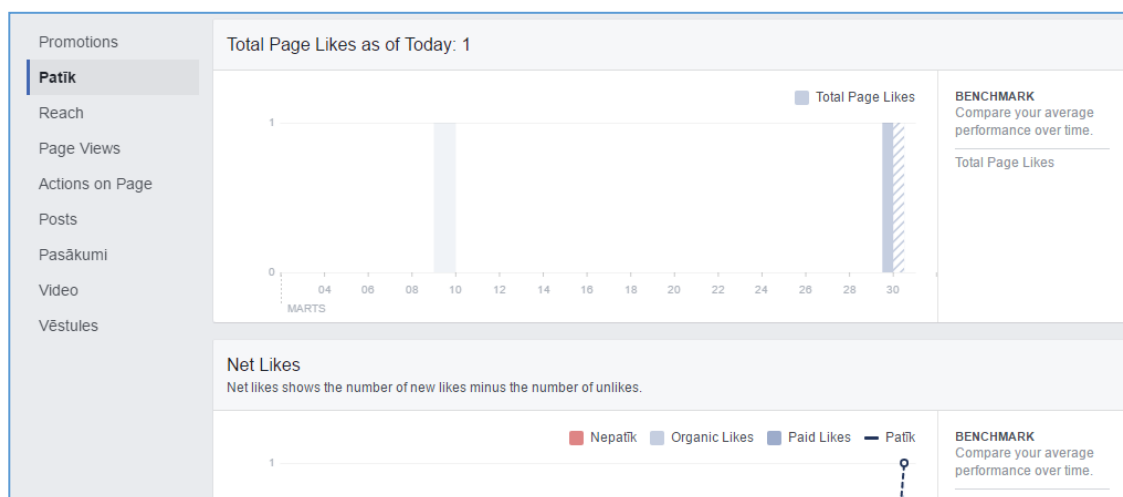 Promotions
Patīk
Reach
Page Views
Actions on Page
Posts
Pasākumi
Video
Vēstules
Total Page Likes as of Today: 1
Total Page Likes
1
0
04 06 08 10 12 14 16 18 20 22 24 26 28 30
MARTS
BENCHMARK
Compare your average
performance over time.
Total Page Likes
Net Likes
Net likes shows the number of new likes minus the number of unlikes.
Nepatīk Organic Likes Paid Likes Patīk
1
BENCHMARK
Compare your average
performance over time.